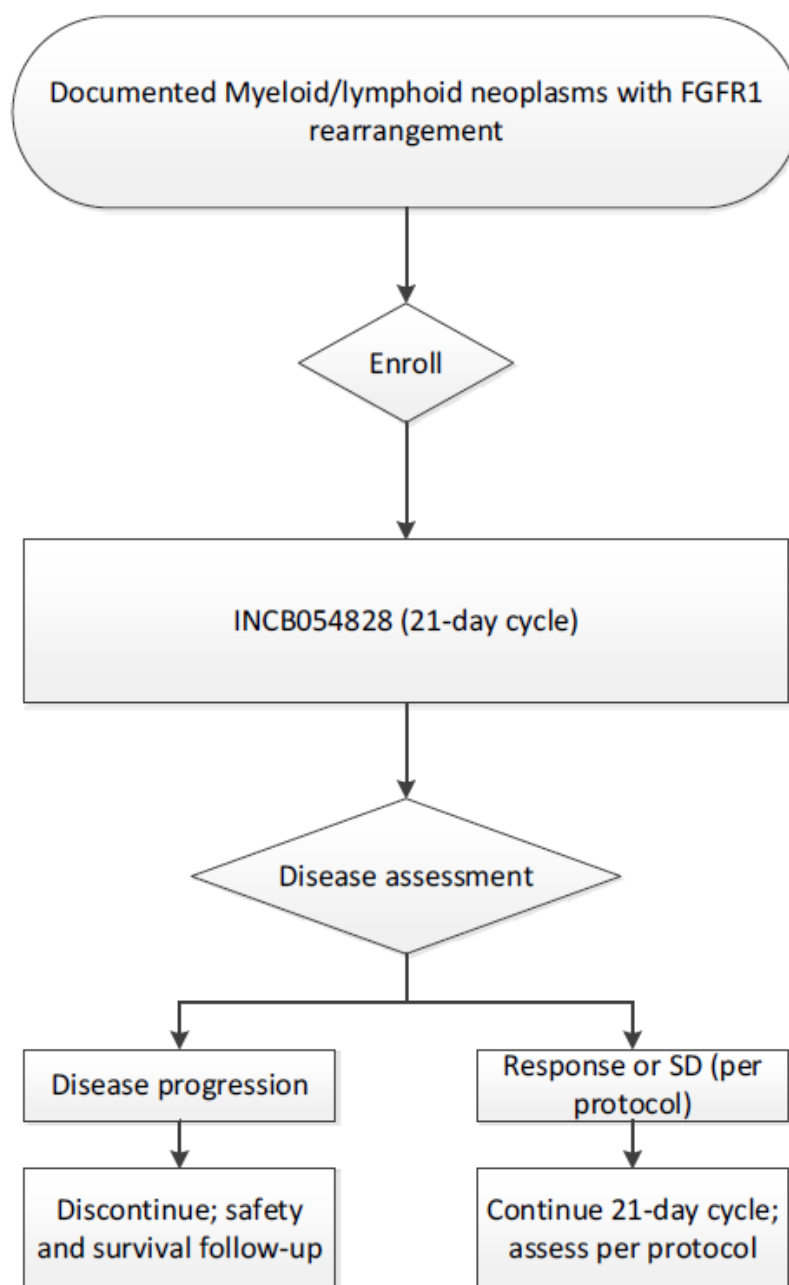 Documented Myeloid/lymphoid neoplasms with FGFR1
rearrangement
Enroll
INCB054828 (21-day cycle)
Disease assessment
Disease progression
Response or SD (per
protocol)
Discontinue; safety
and survival follow-up
Continue 21-day cycle;
assess per protocol